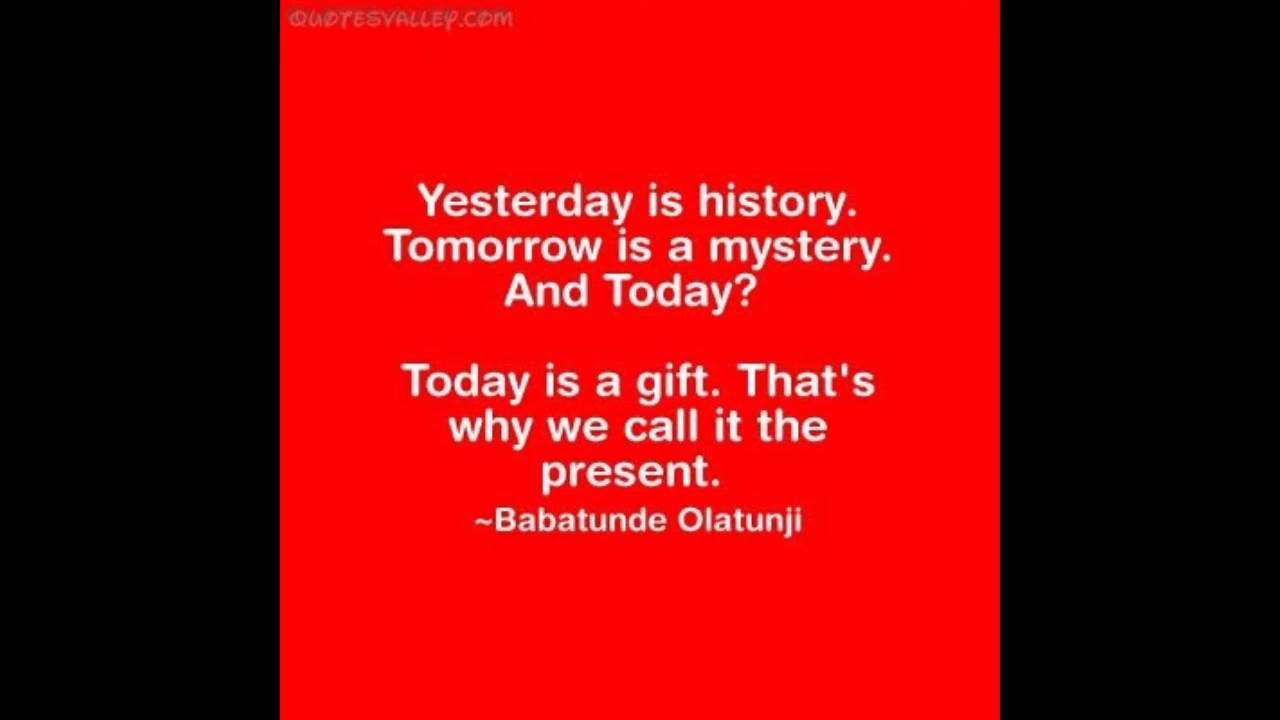 QUOTESVALLEY.COM
Yesterday is history.
Tomorrow is a mystery.
And Today?
Today is a gift. That's
why we call it the
present.
~Babatunde Olatunji